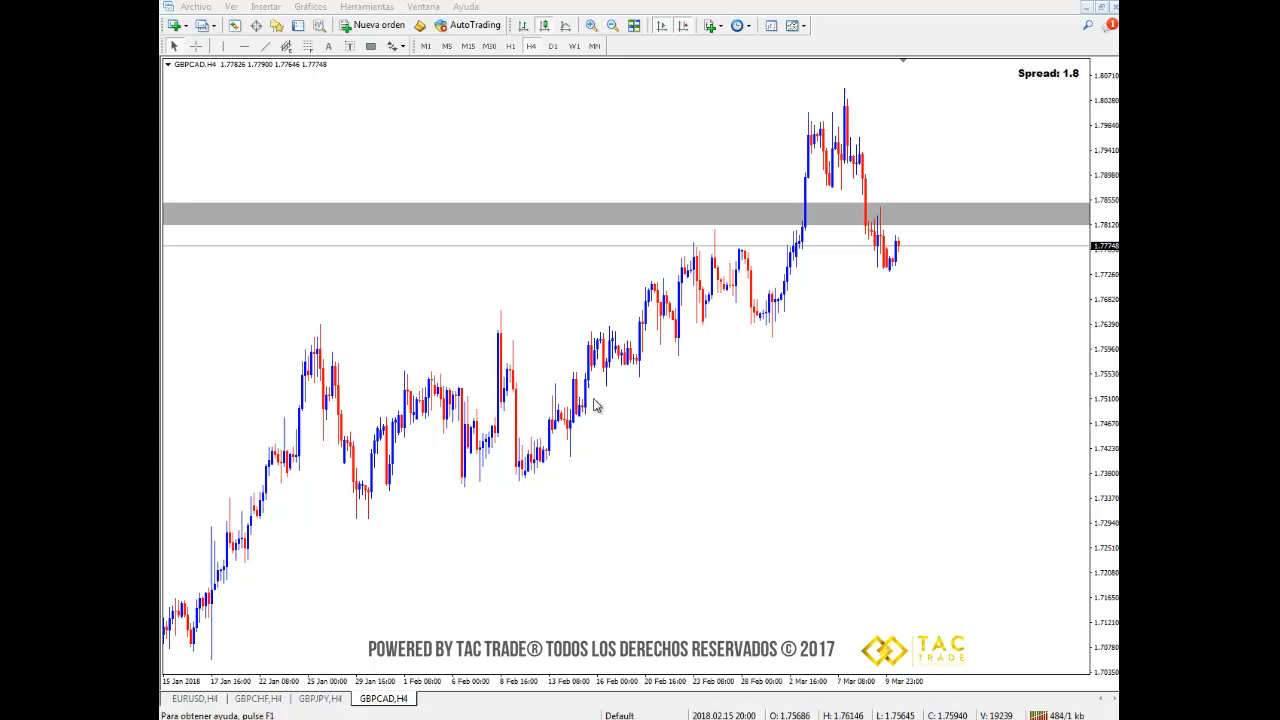 Archivo Ver Insertar Gráficos Herramientas Ventana Ayuda
Nueva orden AutoTrading
1
A T M1 M5 M15 M30 H1 H4 D1 W1 MN
GBPCAD,H4 1.77826 1.77900 1.77646 1.77748
Spread: 1.8
1.80710
1.80280
1.79840
1.79410
1.78980
1.78550
1.78120
1.77748
1.77260
1.76820
1.76390
1.75960
1.75530
1.75100
1.74670
1.74230
1.73800
1.73370
1.72940
1.72510
1.72080
1.71650
1.71210
1.70780
1.70350
POWERED BY TAC TRADE® TODOS LOS DERECHOS RESERVADOS © 2017
TAC
TRADE
15 Jan 2018 17 Jan 16:00 22 Jan 08:00 25 Jan 00:00 29 Jan 16:00 1 Feb 08:00 6 Feb 00:00 8 Feb 16:00 13 Feb 08:00 16 Feb 00:00 20 Feb 16:00 23 Feb 08:00 28 Feb 00:00 2 Mar 16:00 7 Mar 08:00 9 Mar 23:00
EURUSD,H4 GBPCHF,H4 GBPJPY,H4 GBPCAD,H4
Para obtener ayuda, pulse F1 Default 2018.02.15 20:00 O: 1.75686 H: 1.76146 L: 1.75645 C: 1.75940 V: 19239 484/1 kb